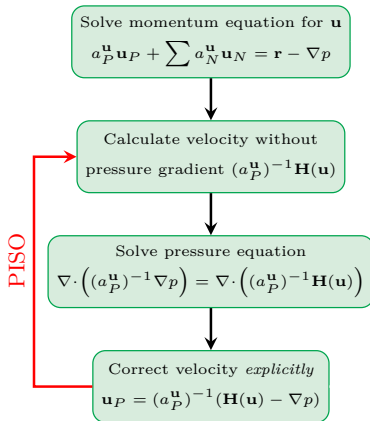 Solve momentum equation for u
a_P^u u_P + ∑ a_N^u u_N = r − ∇p
Calculate velocity without
pressure gradient (a_P^u)^{-1} H(u)
PISO
Solve pressure equation
∇·((a_P^u)^{-1} ∇p) = ∇·((a_P^u)^{-1} H(u))
Correct velocity explicitly
u_P = (a_P^u)^{-1} (H(u) − ∇p)